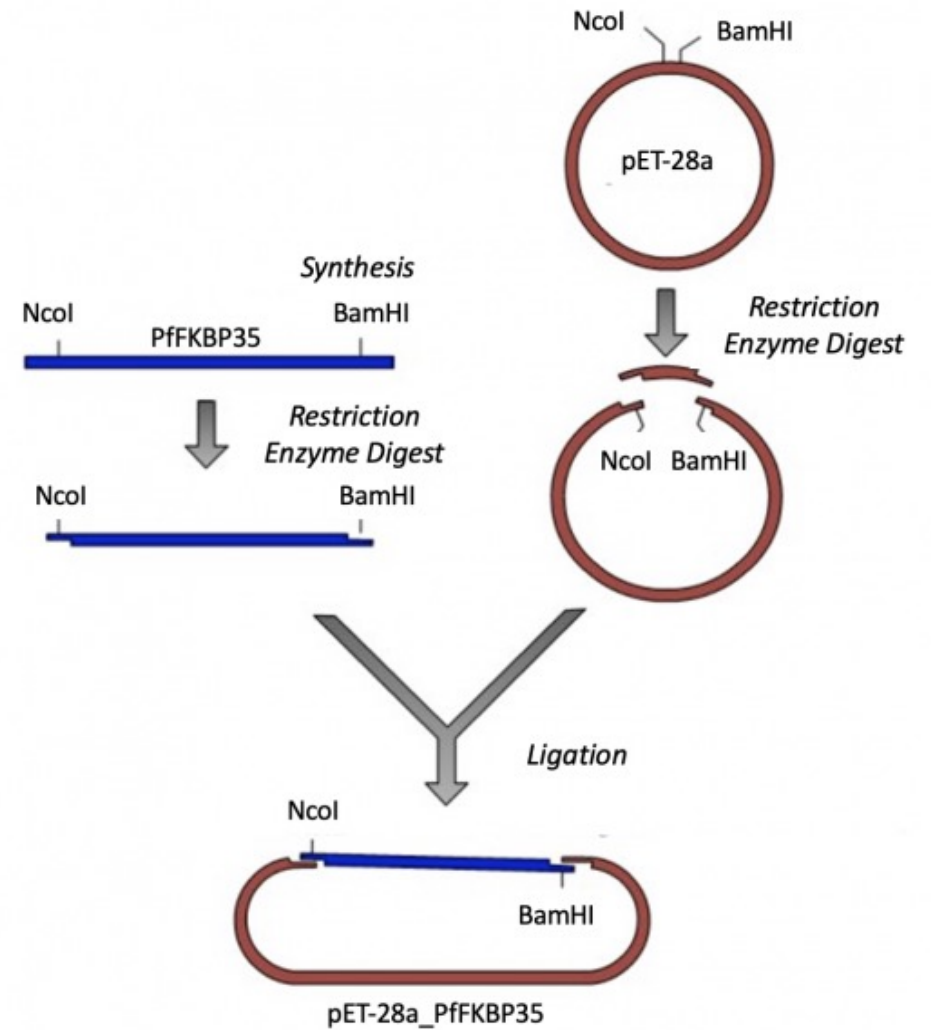 NcoI
BamHI
pET-28a
Synthesis
NcoI
BamHI
PfFKBP35
Restriction
Enzyme Digest
Restriction
Enzyme Digest
NcoI
BamHI
NcoI BamHI
Ligation
NcoI
BamHI
pET-28a_PfFKBP35